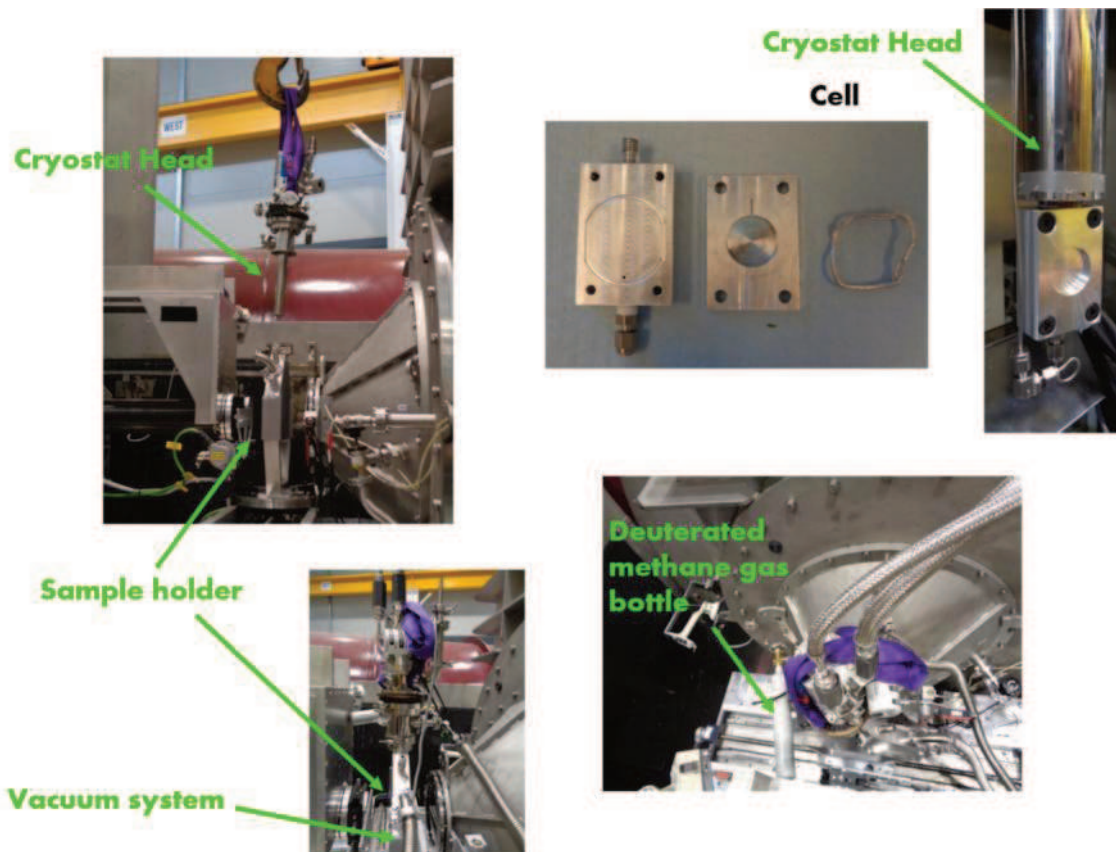 Cryostat Head
Cell
WEST
Cryostat Head
Deuterated
methane gas
bottle
Sample holder
Vacuum system